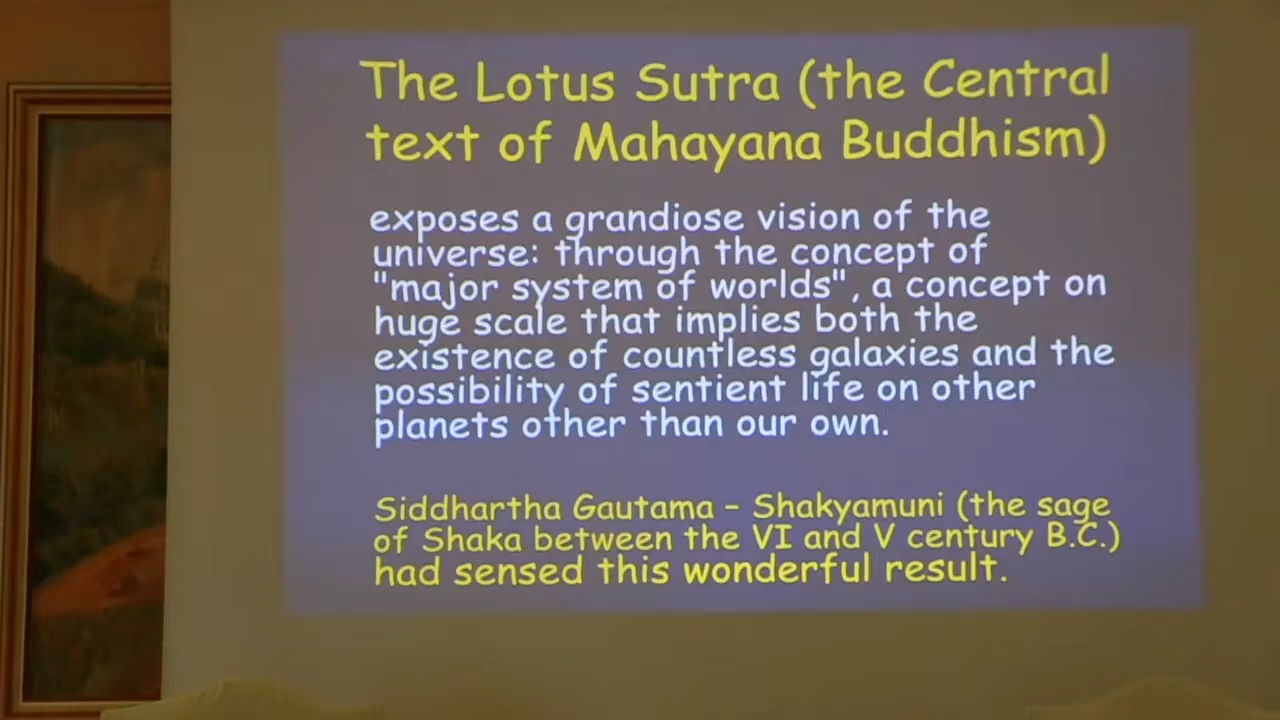 The Lotus Sutra (the Central
text of Mahayana Buddhism)
exposes a grandiose vision of the
universe: through the concept of
"major system of worlds", a concept on
huge scale that implies both the
existence of countless galaxies and the
possibility of sentient life on other
planets other than our own.
Siddhartha Gautama – Shakyamuni (the sage
of Shaka between the VI and V century B.C.)
had sensed this wonderful result.